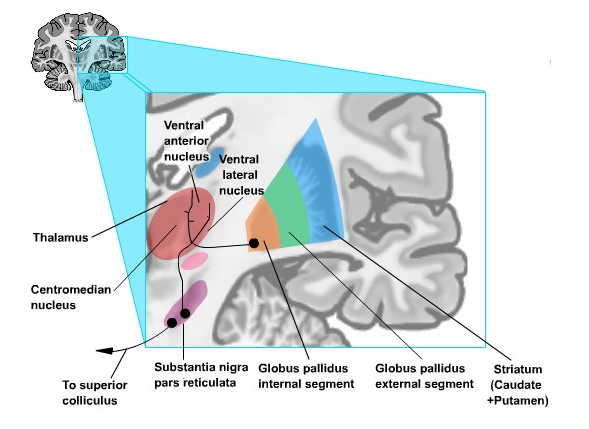 Ventral
anterior
nucleus
Ventral
lateral
nucleus
Thalamus
Centromedian
nucleus
To superior
colliculus
Substantia nigra
pars reticulata
Globus pallidus
internal segment
Globus pallidus
external segment
Striatum
(Caudate
+Putamen)